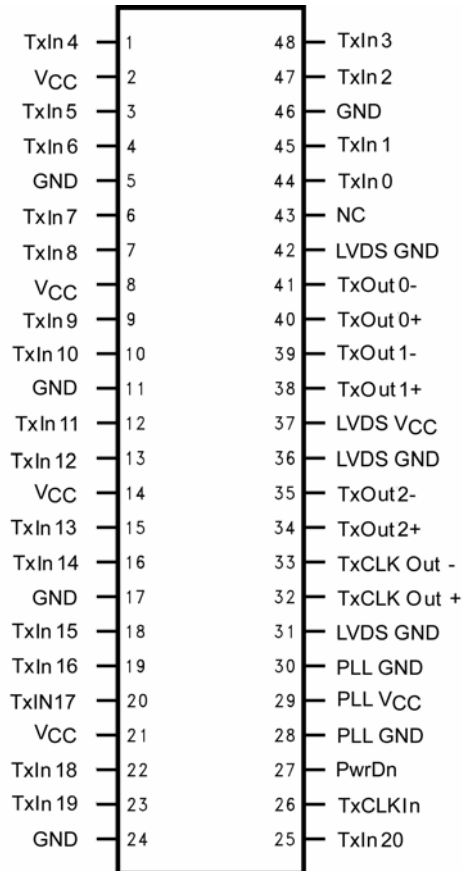 TxIn 4 1 48 TxIn 3
VCC 2 47 TxIn 2
TxIn 5 3 46 GND
TxIn 6 4 45 TxIn 1
GND 5 44 TxIn 0
TxIn 7 6 43 NC
TxIn 8 7 42 LVDS GND
VCC 8 41 TxOut 0-
TxIn 9 9 40 TxOut 0+
TxIn 10 10 39 TxOut 1-
GND 11 38 TxOut 1+
TxIn 11 12 37 LVDS VCC
TxIn 12 13 36 LVDS GND
VCC 14 35 TxOut 2-
TxIn 13 15 34 TxOut 2+
TxIn 14 16 33 TxCLK Out -
GND 17 32 TxCLK Out +
TxIn 15 18 31 LVDS GND
TxIn 16 19 30 PLL GND
TxIN17 20 29 PLL VCC
VCC 21 28 PLL GND
TxIn 18 22 27 PwrDn
TxIn 19 23 26 TxCLKIn
GND 24 25 TxIn 20